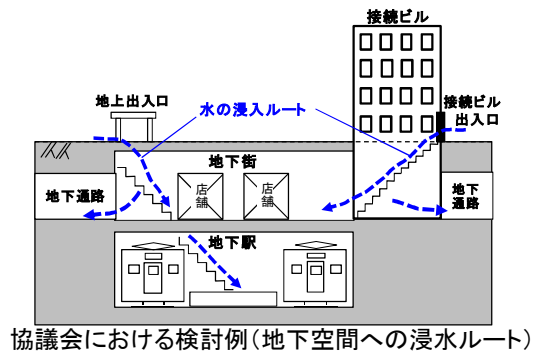 接続ビル
地上出入口
水の浸入ルート
接続ビル
出入口
地下街
地下通路
店舗
店舗
地下
通路
地下駅
協議会における検討例(地下空間への浸水ルート)